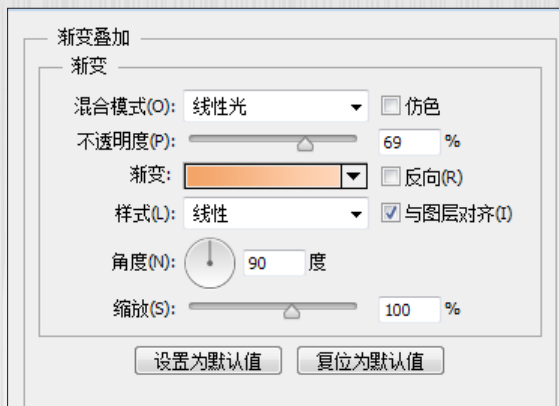 渐变叠加
渐变
混合模式(O): 线性光 仿色
不透明度(P): 69 %
渐变: 反向(R)
样式(L): 线性 与图层对齐(I)
角度(N): 90 度
缩放(S): 100 %
设置为默认值 复位为默认值